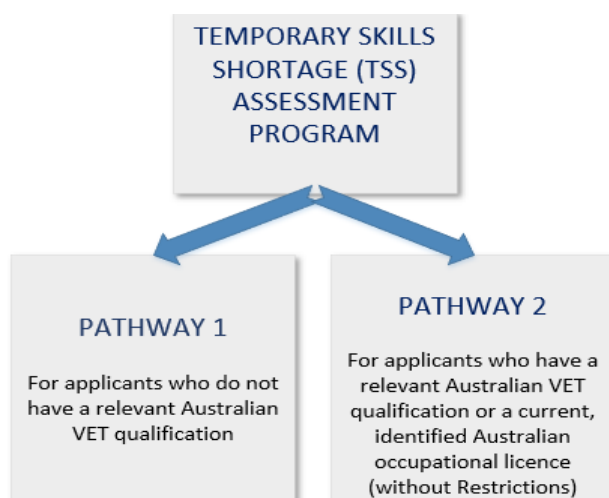 TEMPORARY SKILLS
SHORTAGE (TSS)
ASSESSMENT
PROGRAM
PATHWAY 1
For applicants who do not
have a relevant Australian
VET qualification
PATHWAY 2
For applicants who have a
relevant Australian VET
qualification or a current,
identified Australian
occupational licence
(without Restrictions)